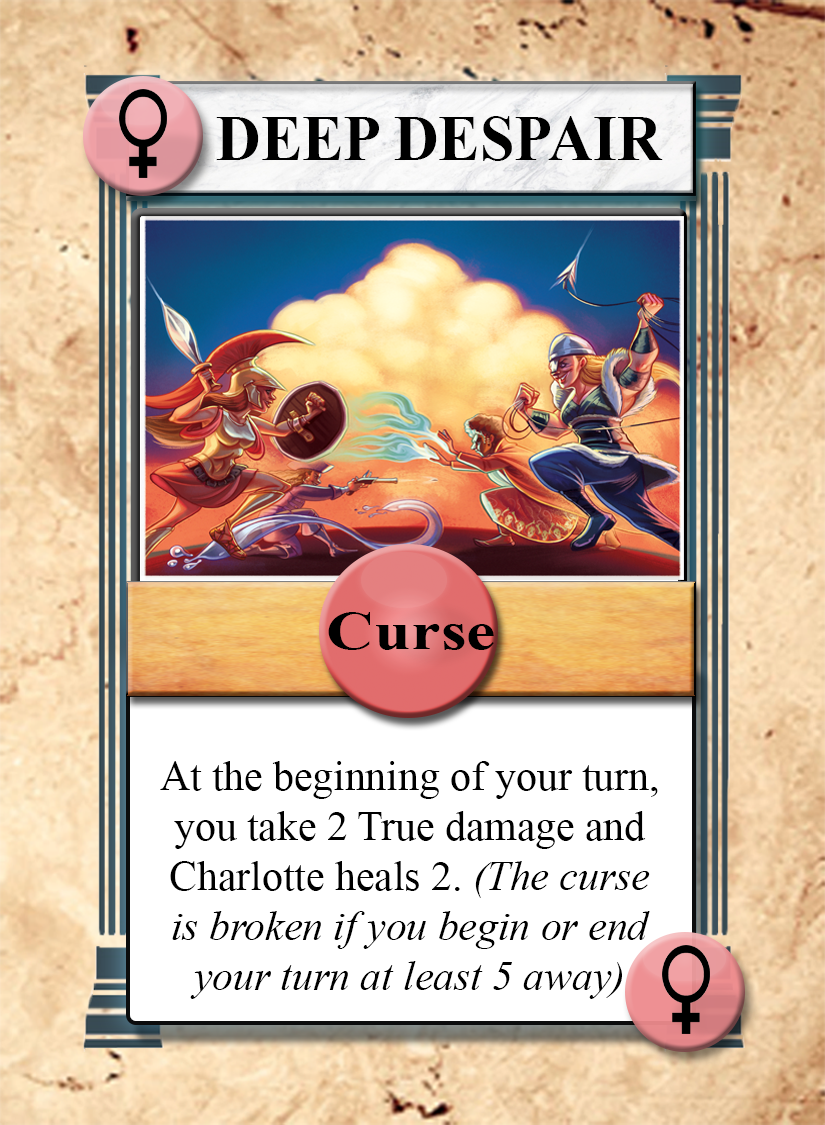 DEEP DESPAIR
Curse
At the beginning of your turn,
you take 2 True damage and
Charlotte heals 2. (The curse
is broken if you begin or end
your turn at least 5 away)